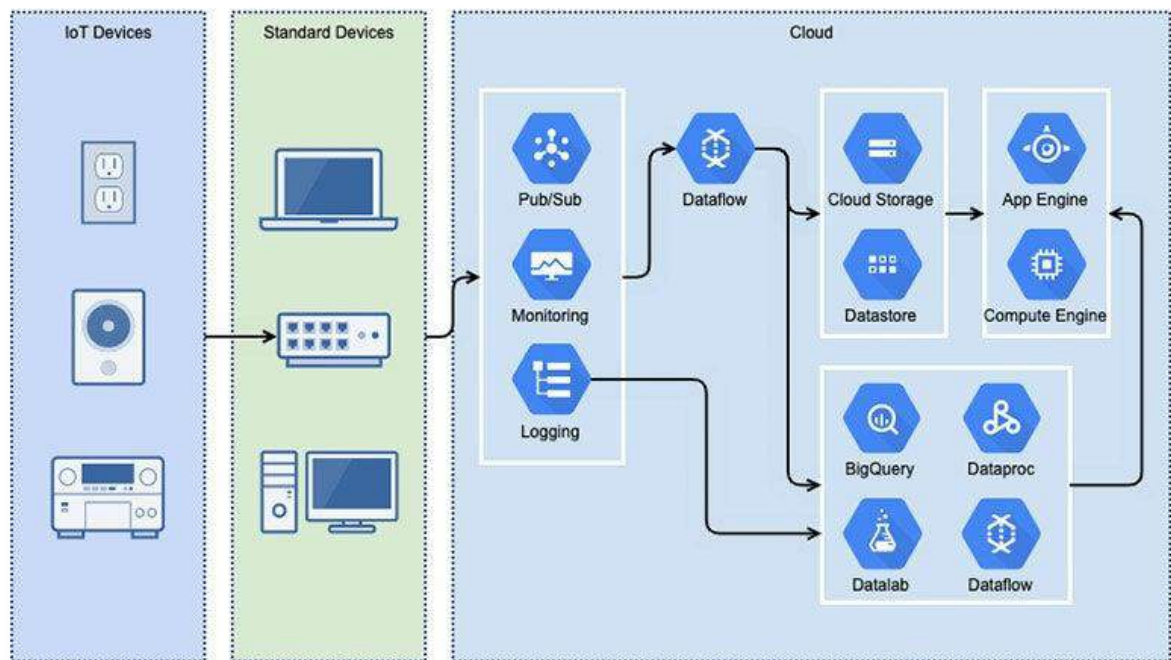 IoT Devices
Standard Devices
Cloud
Pub/Sub
Monitoring
Logging
Dataflow
Cloud Storage
Datastore
App Engine
Compute Engine
BigQuery
Dataproc
Datalab
Dataflow